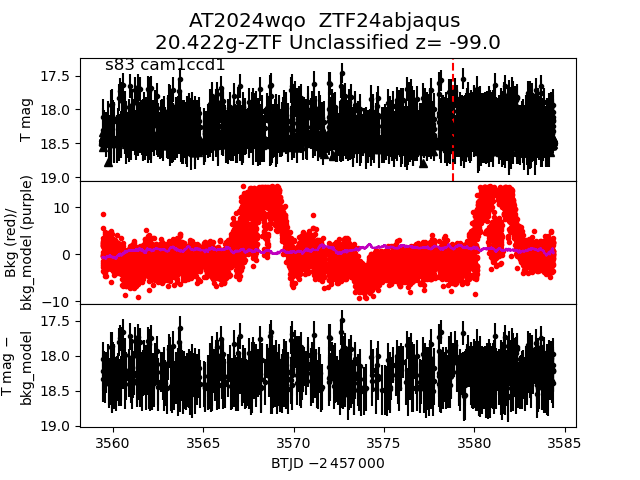 AT2024wqo  ZTF24abjaqus
20.422g-ZTF Unclassified z= -99.0
s83 cam1ccd1
17.5
18.0
18.5
19.0
T mag
10
0
−10
Bkg (red)/
bkg_model (purple)
17.5
18.0
18.5
19.0
T mag −
bkg_model
3560
3565
3570
3575
3580
3585
BTJD −2 457 000